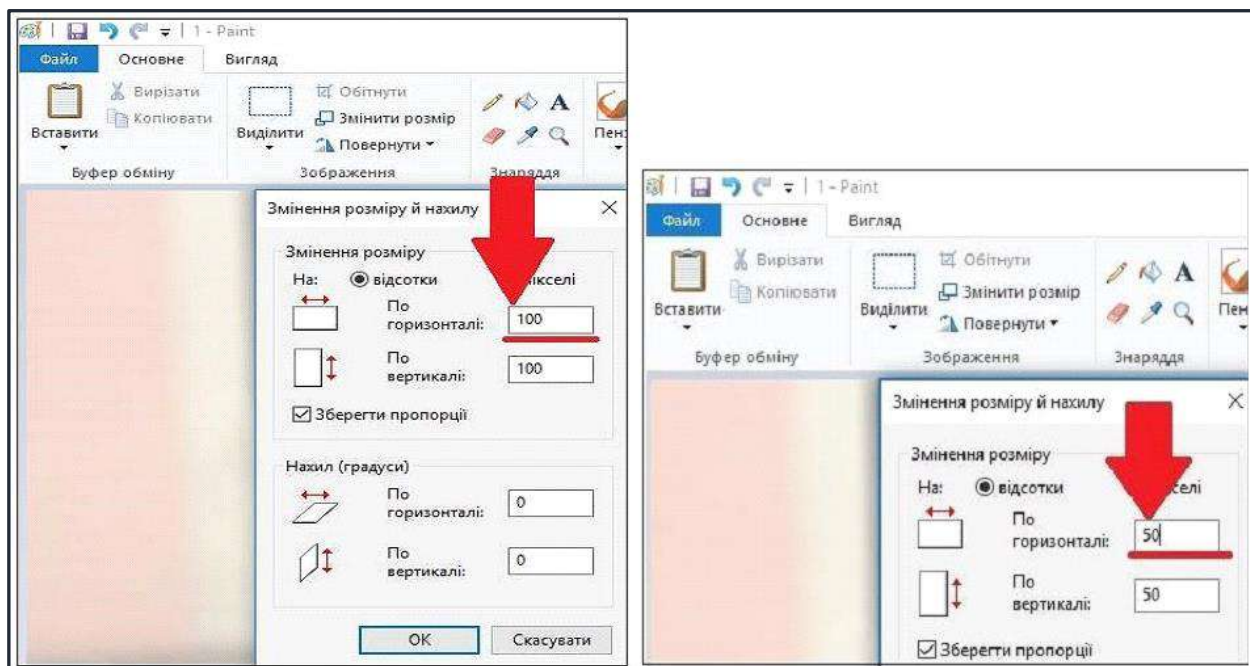 1 - Paint
Файл Основне Вигляд
Вирізати
Копіювати
Вставити
Обітнути
Змінити розмір
Повернути
Виділити
A
Буфер обміну Зображення Знаряддя
Змінення розміру й нахилу
Змінення розміру
На: відсотки
По
горизонталі: 100
По
вертикалі: 100
Зберегти пропорції
Нахил (градуси)
По
горизонталі: 0
По
вертикалі: 0
OK Скасувати
1 - Paint
Файл Основне Вигляд
Вирізати
Копіювати
Вставити
Обітнути
Змінити розмір
Повернути
Виділити
A
Буфер обміну Зображення Знаряддя
Змінення розміру й нахилу
Змінення розміру
На: відсотки
По
горизонталі: 50
По
вертикалі: 50
Зберегти пропорції